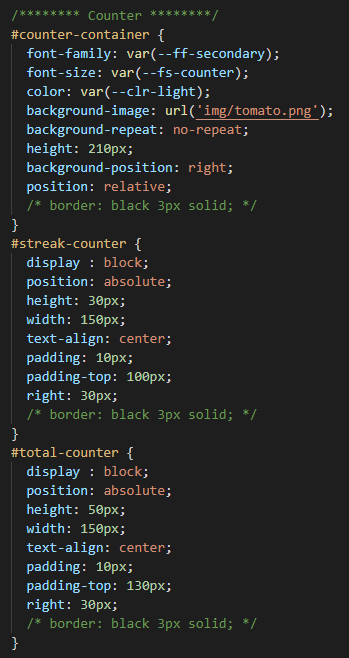 /******** Counter ********/
#counter-container {
  font-family: var(--ff-secondary);
  font-size: var(--fs-counter);
  color: var(--clr-light);
  background-image: url('img/tomato.png');
  background-repeat: no-repeat;
  height: 210px;
  background-position: right;
  position: relative;
  /* border: black 3px solid; */
}
#streak-counter {
  display : block;
  position: absolute;
  height: 30px;
  width: 150px;
  text-align: center;
  padding: 10px;
  padding-top: 100px;
  right: 30px;
  /* border: black 3px solid; */
}
#total-counter {
  display : block;
  position: absolute;
  height: 50px;
  width: 150px;
  text-align: center;
  padding: 10px;
  padding-top: 130px;
  right: 30px;
  /* border: black 3px solid; */
}